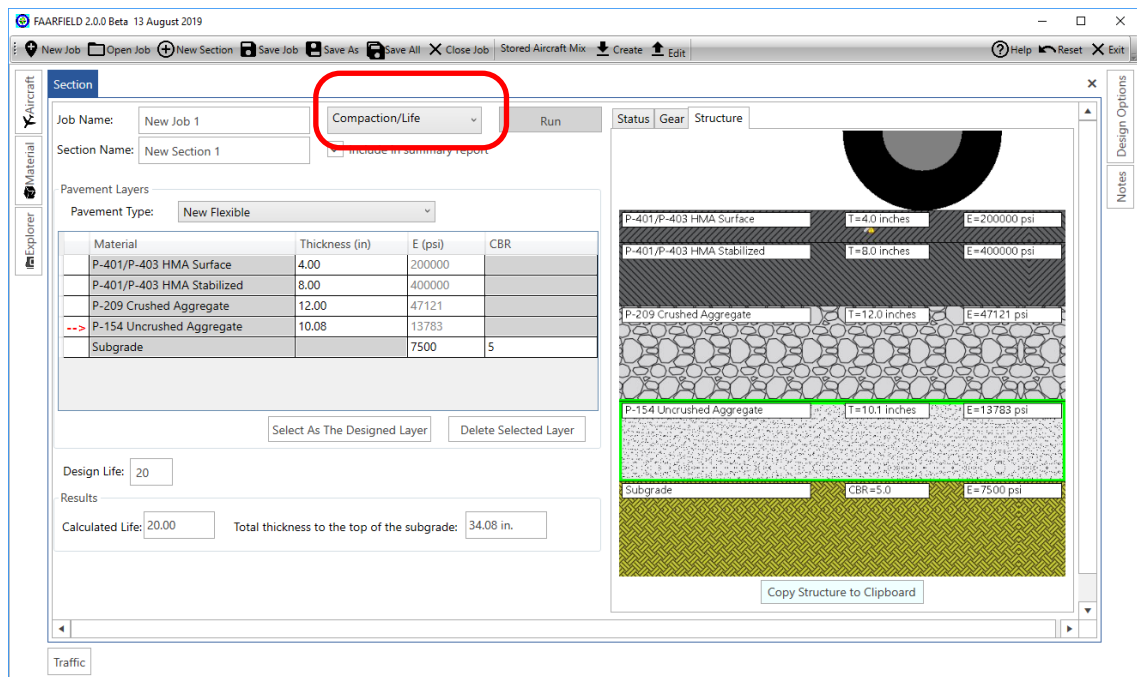 FAARFIELD 2.0.0 Beta 13 August 2019
New Job Open Job New Section Save Job Save As Save All Close Job Stored Aircraft Mix Create Edit Help Reset Exit
Aircraft
Material
Explorer
Section
Job Name: New Job 1 Compaction/Life Run
Section Name: New Section 1 Include in summary report
Pavement Layers
Pavement Type: New Flexible
Material Thickness (in) E (psi) CBR
P-401/P-403 HMA Surface 4.00 200000
P-401/P-403 HMA Stabilized 8.00 400000
P-209 Crushed Aggregate 12.00 47121
--> P-154 Uncrushed Aggregate 10.08 13783
Subgrade 7500 5
Select As The Designed Layer Delete Selected Layer
Design Life: 20
Results
Calculated Life: 20.00 Total thickness to the top of the subgrade: 34.08 in.
Status Gear Structure
P-401/P-403 HMA Surface T=4.0 inches E=200000 psi
P-401/P-403 HMA Stabilized T=8.0 inches E=400000 psi
P-209 Crushed Aggregate T=12.0 inches E=47121 psi
P-154 Uncrushed Aggregate T=10.1 inches E=13783 psi
Subgrade CBR=5.0 E=7500 psi
Copy Structure to Clipboard
Design Options
Notes
Traffic